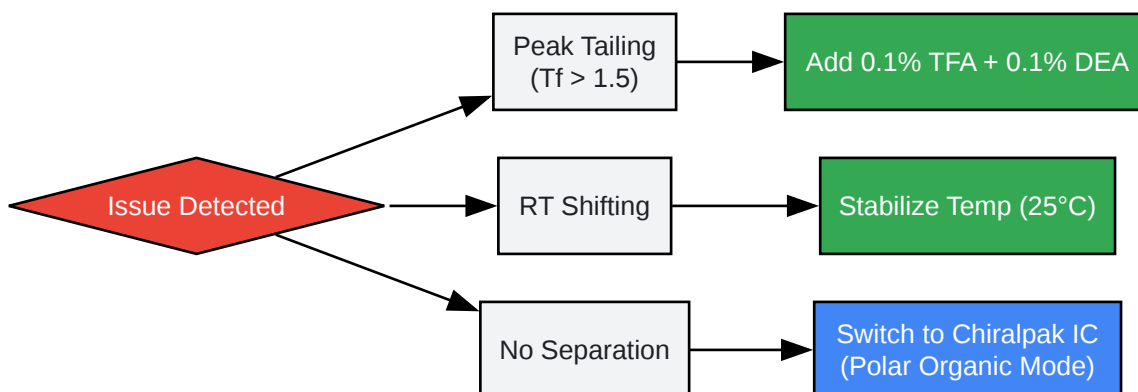 Peak Tailing
(Tf > 1.5)
Add 0.1% TFA + 0.1% DEA
Issue Detected
RT Shifting
Stabilize Temp (25°C)
No Separation
Switch to Chiralpak IC
(Polar Organic Mode)